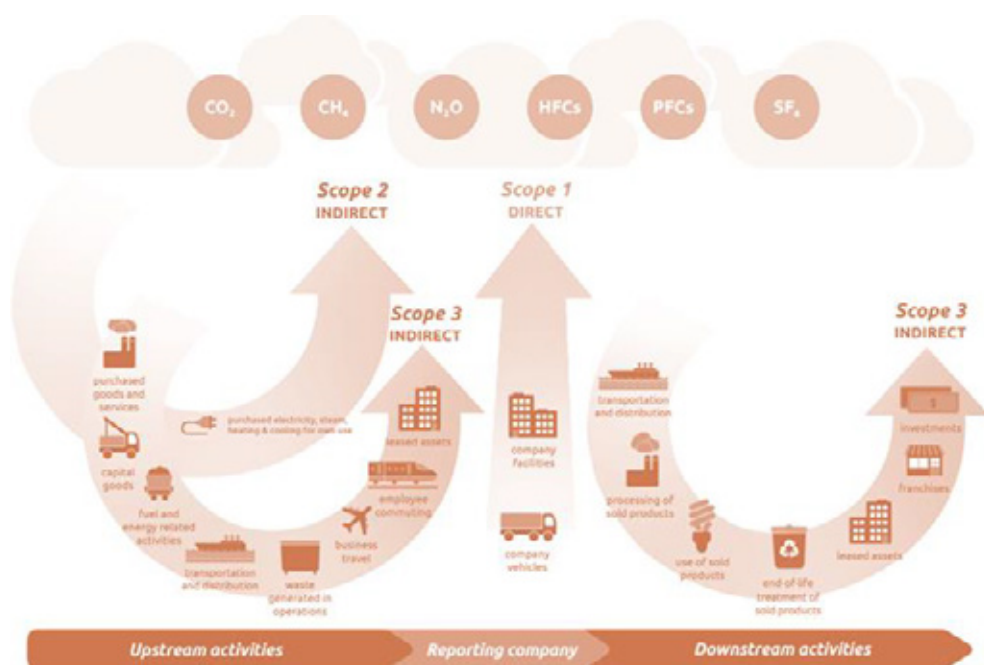 CO₂ CH₄ N₂O HFCs PFCs SF₆
Scope 2
INDIRECT
Scope 1
DIRECT
Scope 3
INDIRECT
Scope 3
INDIRECT
purchased
goods and
services
capital
goods
fuel and
energy related
activities
transportation
and distribution
waste
generated in
operations
business
travel
employee
commuting
leased assets
purchased electricity, steam,
heating & cooling for own use
company
facilities
company
vehicles
transportation
and distribution
processing of
sold products
use of sold
products
end-of-life
treatment of
sold products
leased assets
franchises
investments
$
Upstream activities
Reporting company
Downstream activities